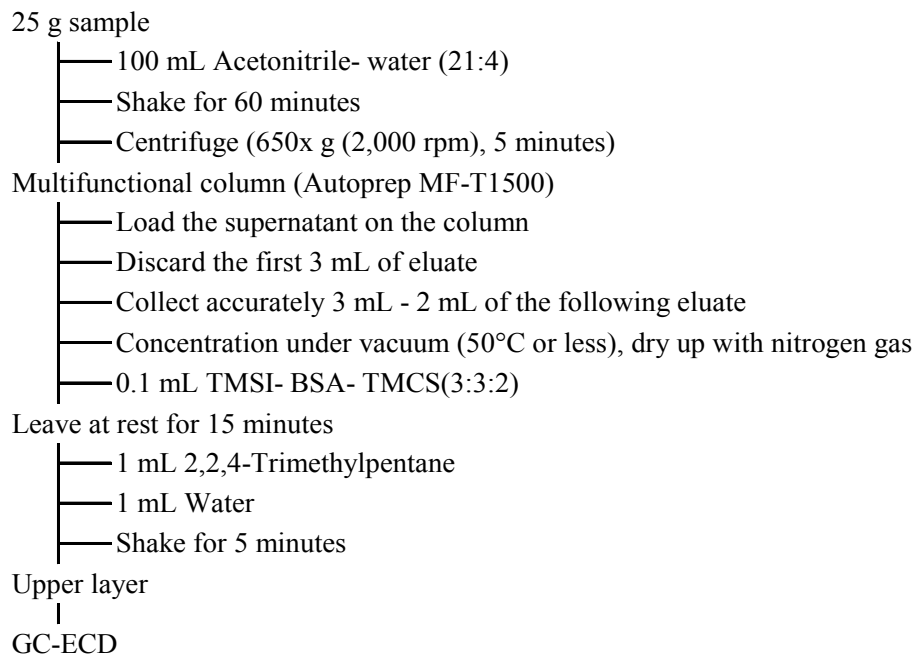 25 g sample
100 mL Acetonitrile- water (21:4)
Shake for 60 minutes
Centrifuge (650x g (2,000 rpm), 5 minutes)
Multifunctional column (Autoprep MF-T1500)
Load the supernatant on the column
Discard the first 3 mL of eluate
Collect accurately 3 mL - 2 mL of the following eluate
Concentration under vacuum (50°C or less), dry up with nitrogen gas
0.1 mL TMSI- BSA- TMCS(3:3:2)
Leave at rest for 15 minutes
1 mL 2,2,4-Trimethylpentane
1 mL Water
Shake for 5 minutes
Upper layer
GC-ECD